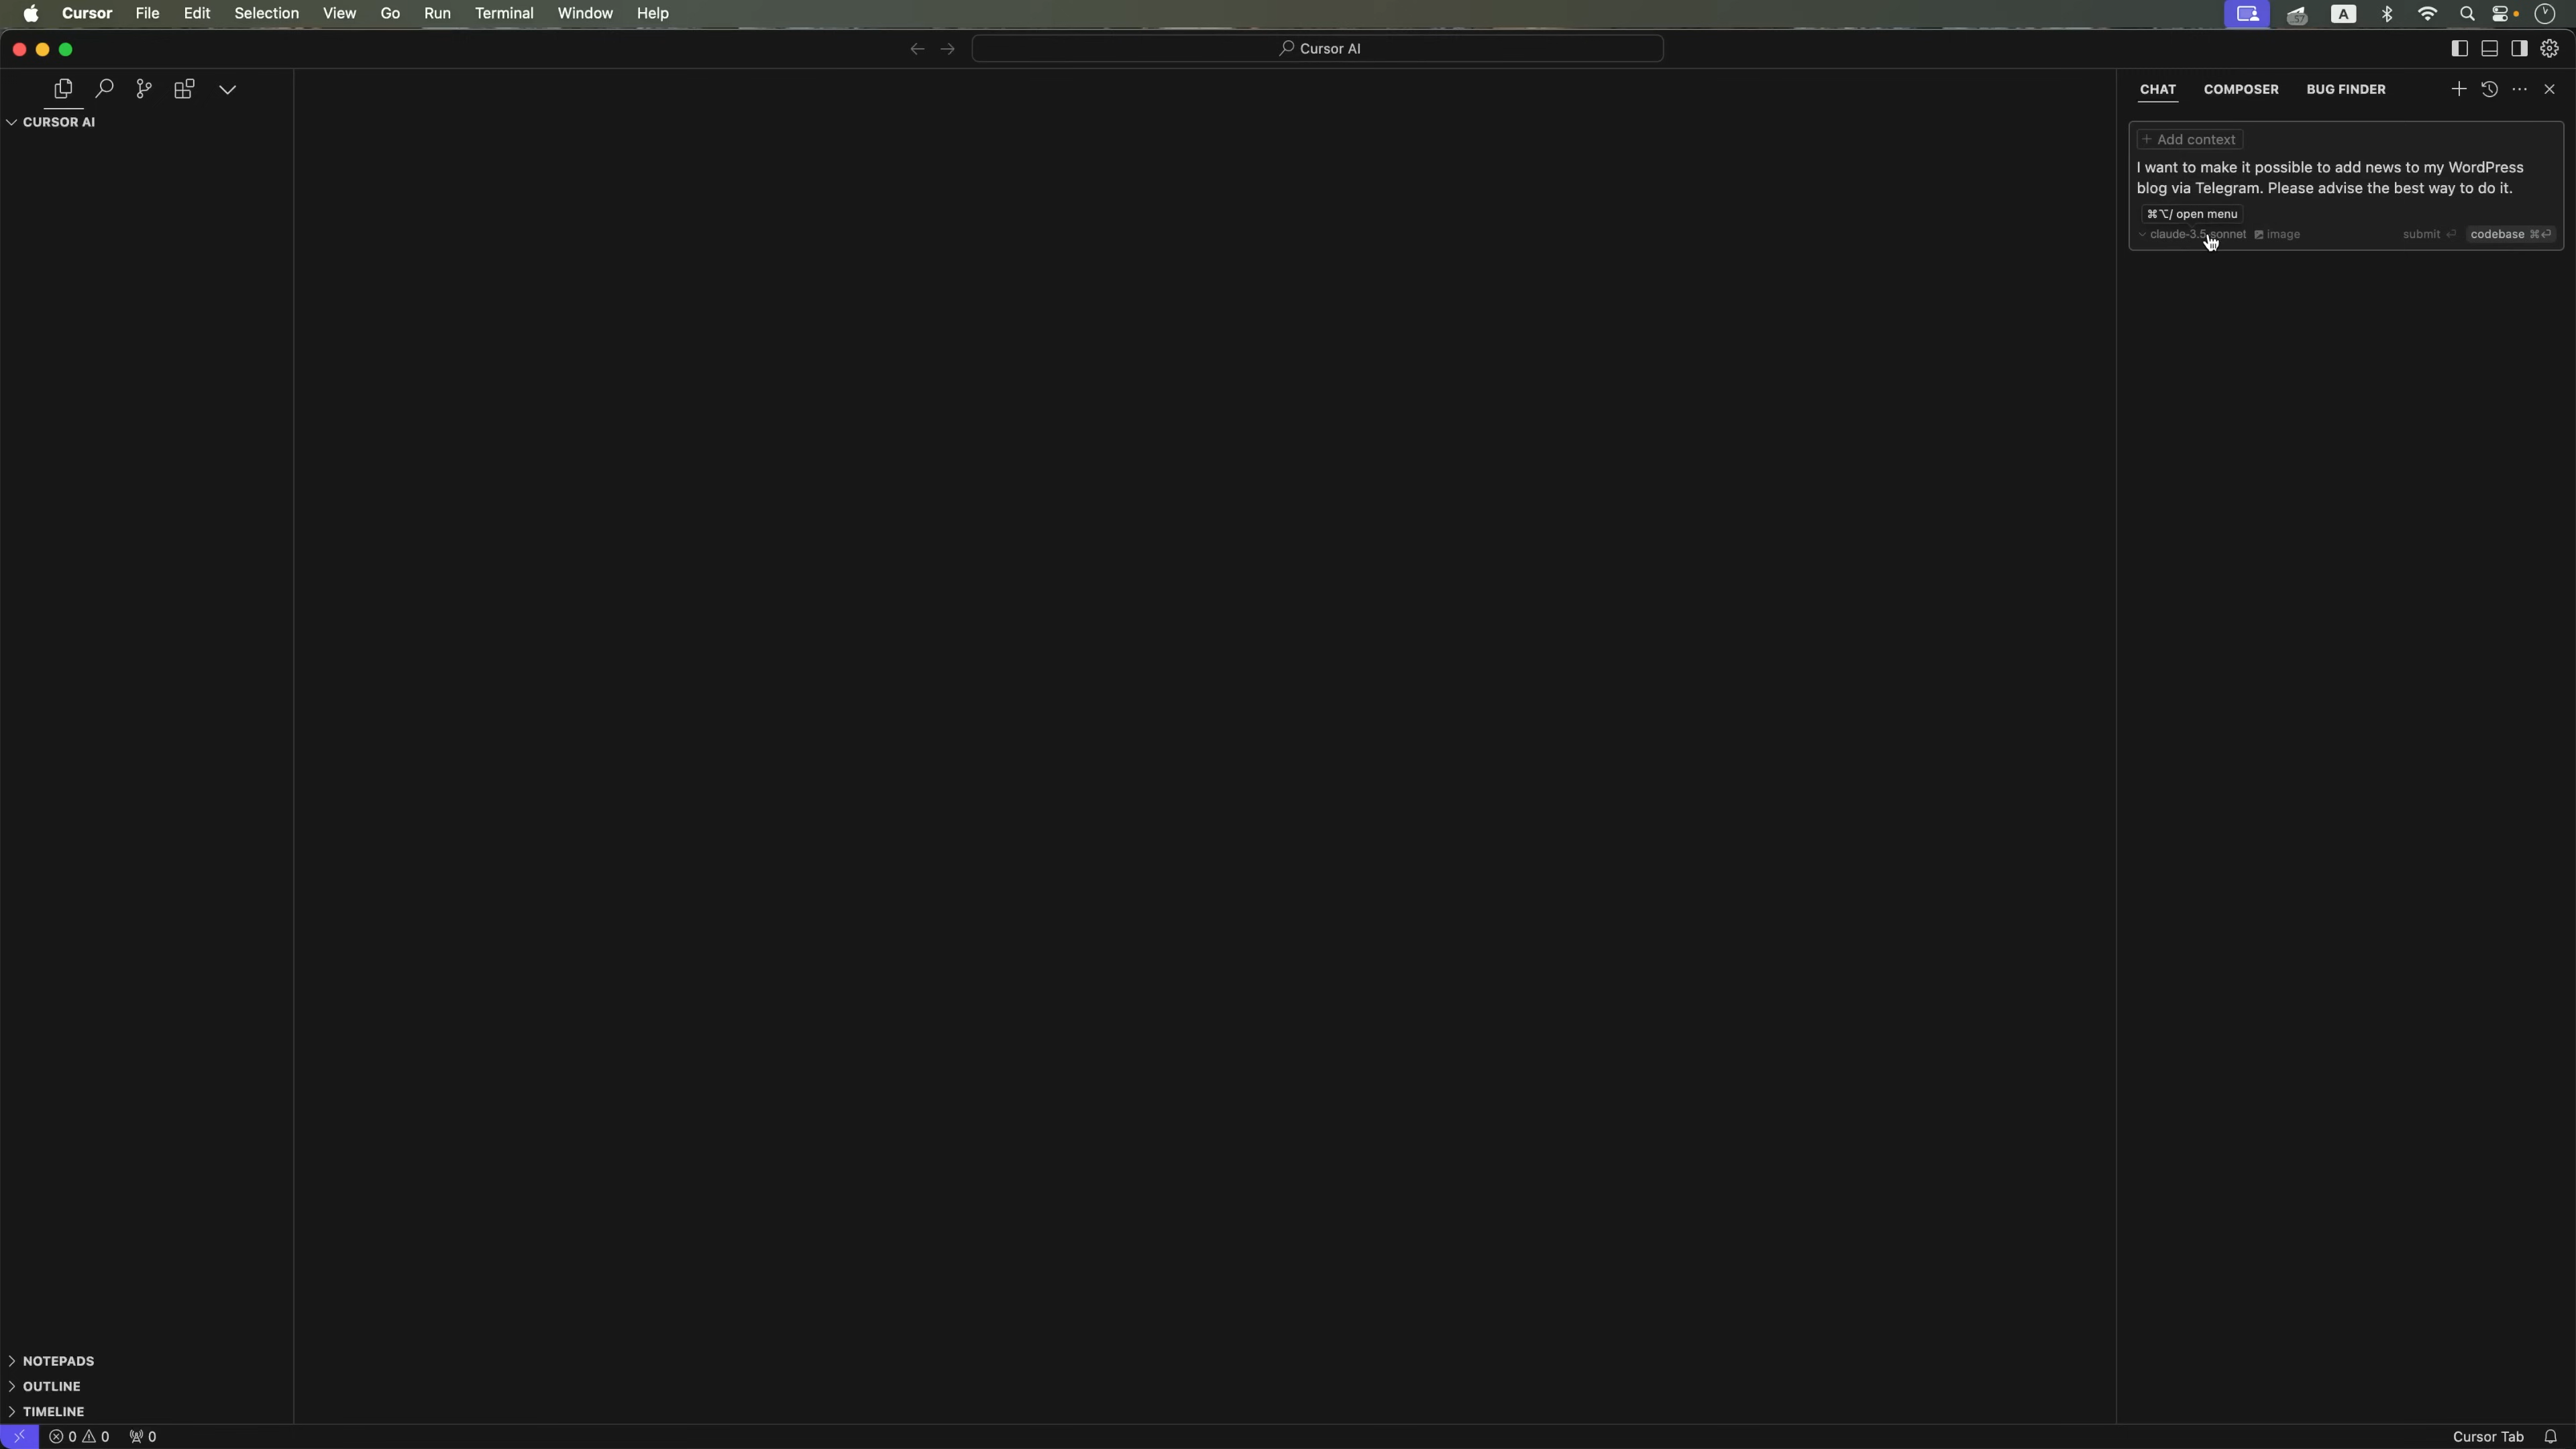 Cursor File Edit Selection View Go Run Terminal Window Help
57 A
Cursor AI
CURSOR AI
CHAT COMPOSER BUG FINDER
+ Add context
I want to make it possible to add news to my WordPress
blog via Telegram. Please advise the best way to do it.
⌘⌥/ open menu
claude-3.5-sonnet image submit ⏎ codebase ⌘⏎
NOTEPADS
OUTLINE
TIMELINE
0 0 0 Cursor Tab